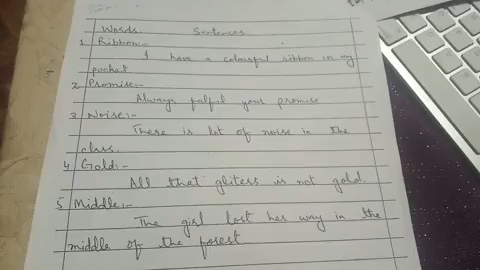 Words. Sentences
1 Ribbon:-
I have a colourful ribbon in my
pocket
2 Promise:-
Always fulful your promise
3 Noise:-
There is lot of noise in the
class.
4 Gold:-
All that gliters is not gold.
5 Middle:-
The girl lost her way in the
middle of the forest